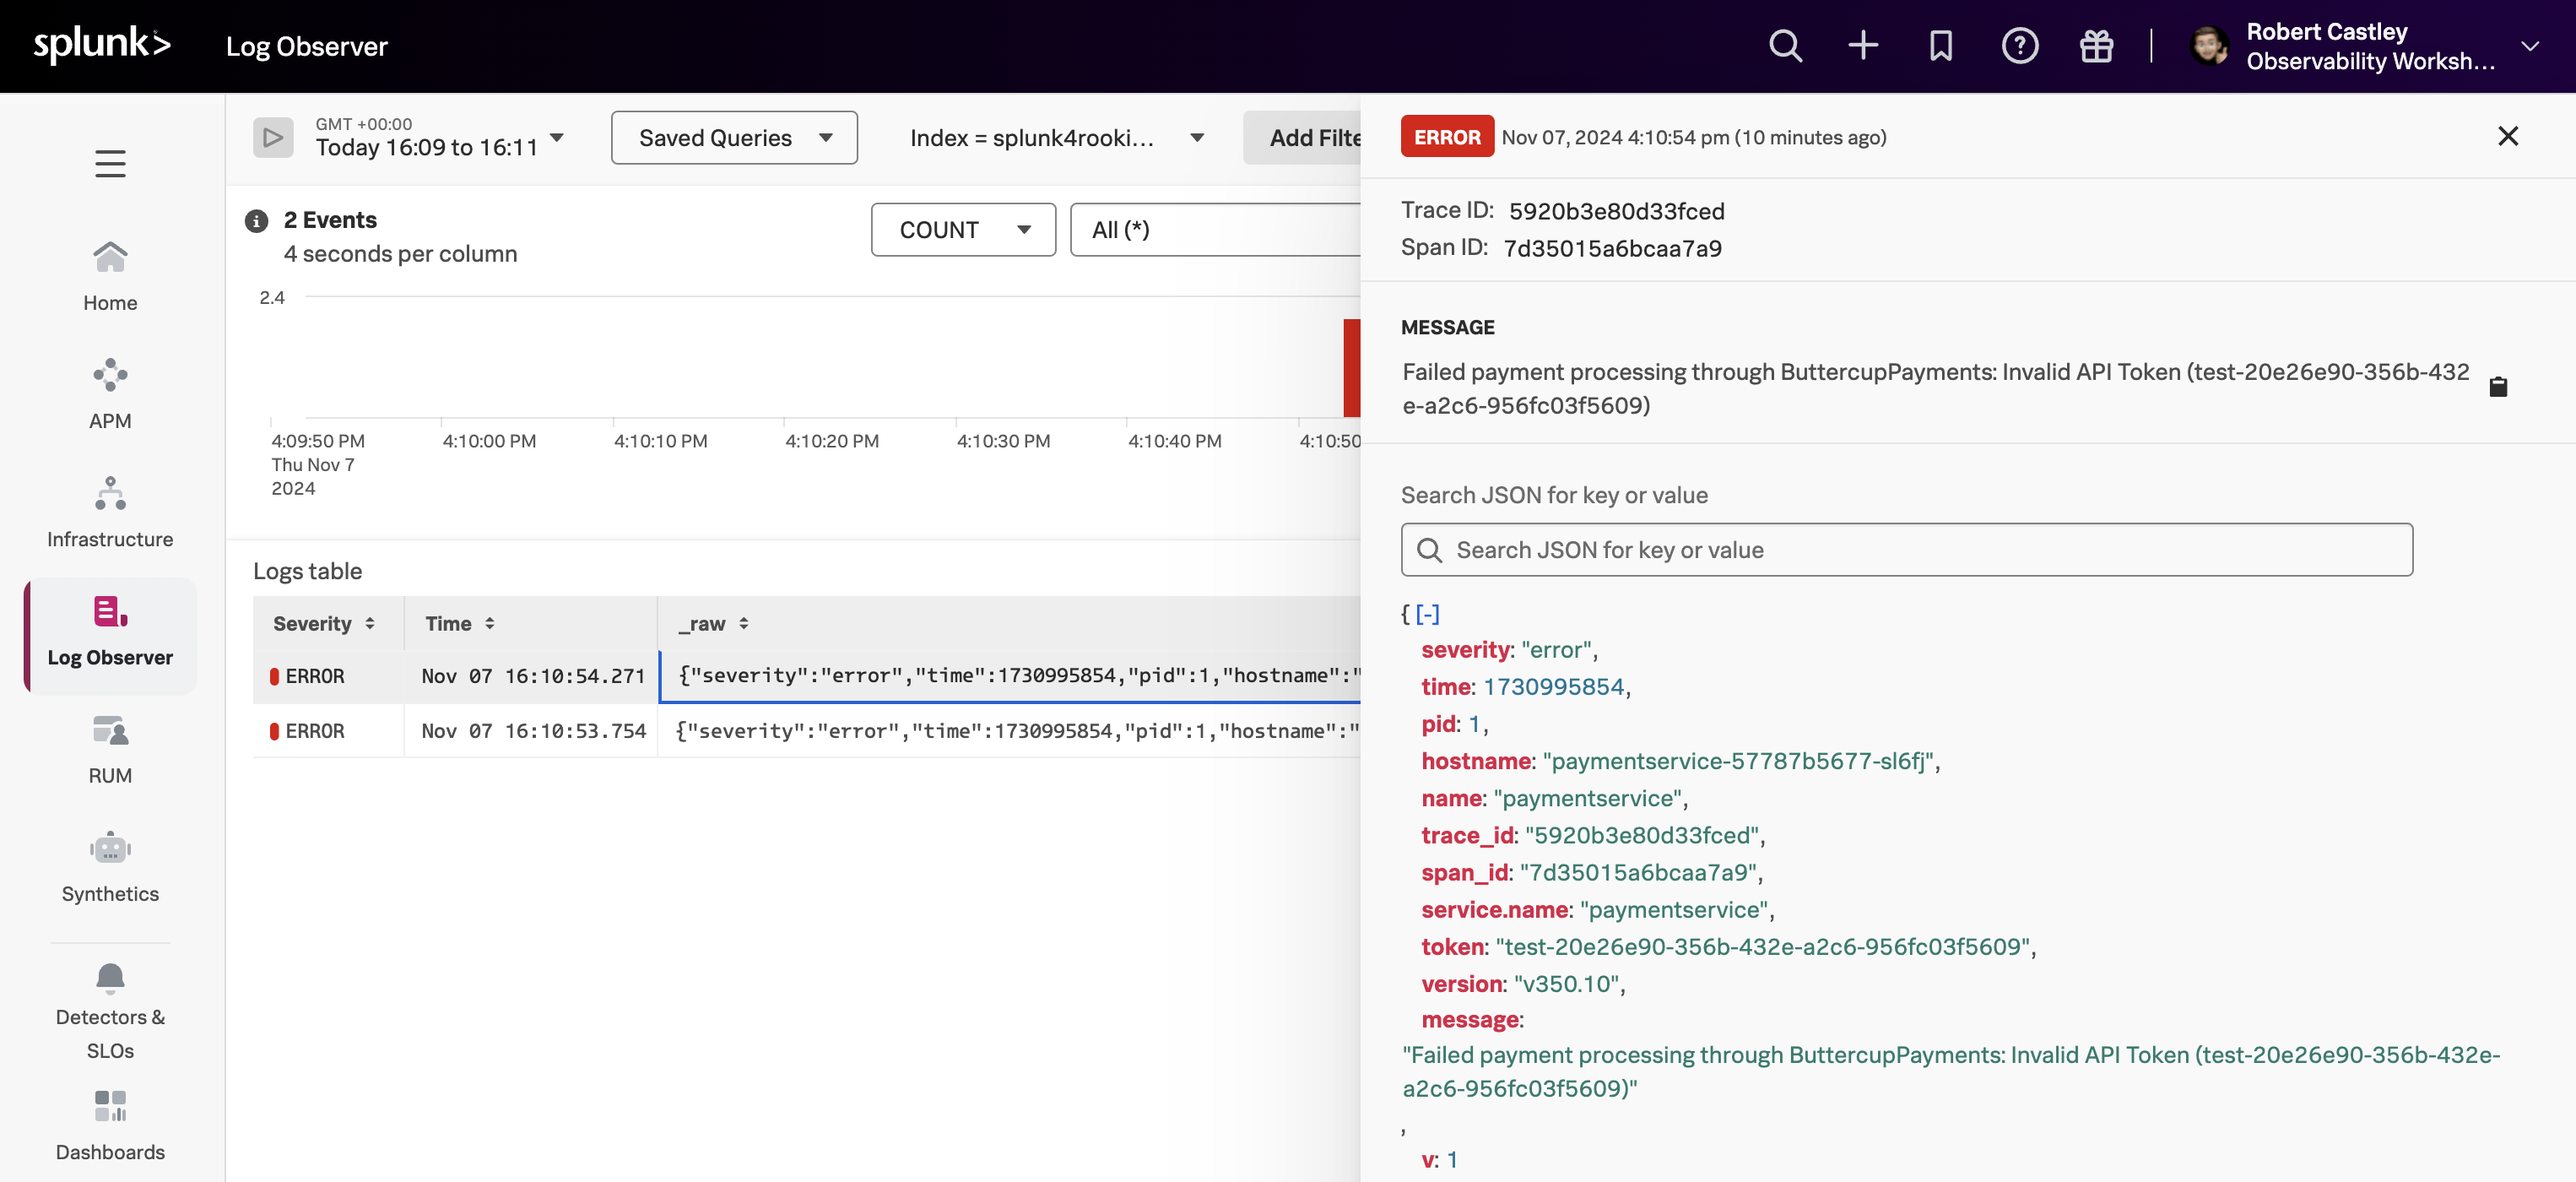 splunk>
Log Observer
Robert Castley
Observability Worksh...
Home
APM
Infrastructure
Log Observer
RUM
Synthetics
Detectors &
SLOs
Dashboards
GMT +00:00
Today 16:09 to 16:11
Saved Queries
Index = splunk4rooki...
Add Filte
2 Events
4 seconds per column
COUNT
All (*)
2.4
4:09:50 PM
Thu Nov 7
2024
4:10:00 PM
4:10:10 PM
4:10:20 PM
4:10:30 PM
4:10:40 PM
4:10:50
Logs table
Severity Time _raw
ERROR Nov 07 16:10:54.271 {"severity":"error","time":1730995854,"pid":1,"hostname":"
ERROR Nov 07 16:10:53.754 {"severity":"error","time":1730995854,"pid":1,"hostname":"
ERROR Nov 07, 2024 4:10:54 pm (10 minutes ago)
Trace ID: 5920b3e80d33fced
Span ID: 7d35015a6bcaa7a9
MESSAGE
Failed payment processing through ButtercupPayments: Invalid API Token (test-20e26e90-356b-432
e-a2c6-956fc03f5609)
Search JSON for key or value
Search JSON for key or value
{ [-]
severity: "error",
time: 1730995854,
pid: 1,
hostname: "paymentservice-57787b5677-sl6fj",
name: "paymentservice",
trace_id: "5920b3e80d33fced",
span_id: "7d35015a6bcaa7a9",
service.name: "paymentservice",
token: "test-20e26e90-356b-432e-a2c6-956fc03f5609",
version: "v350.10",
message:
"Failed payment processing through ButtercupPayments: Invalid API Token (test-20e26e90-356b-432e-
a2c6-956fc03f5609)"
,
v: 1